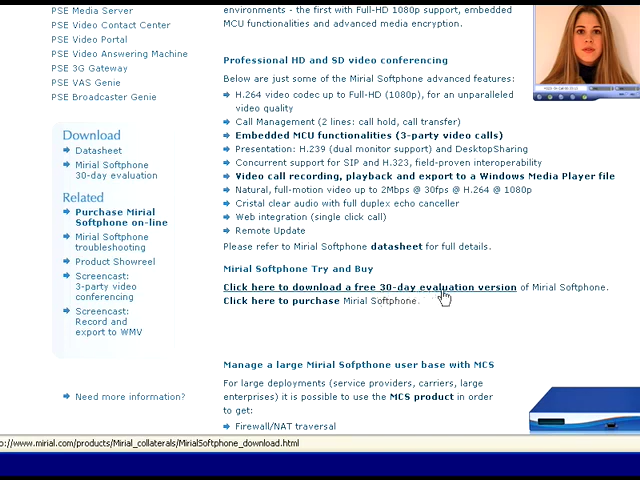 PSE Media Server
PSE Video Contact Center
PSE Video Portal
PSE Video Answering Machine
PSE 3G Gateway
PSE VAS Genie
PSE Broadcaster Genie
Download
Datasheet
Mirial Softphone
30-day evaluation
Related
Purchase Mirial
Softphone on-line
Mirial Softphone
troubleshooting
Product Showreel
Screencast:
3-party video
conferencing
Screencast:
Record and
export to WMV
Need more information?
environments - the first with Full-HD 1080p support, embedded
MCU functionalities and advanced media encryption.
Professional HD and SD video conferencing
Below are just some of the Mirial Softphone advanced features:
H.264 video codec up to Full-HD (1080p), for an unparalleled
video quality
Call Management (2 lines: call hold, call transfer)
Embedded MCU functionalities (3-party video calls)
Presentation: H.239 (dual monitor support) and DesktopSharing
Concurrent support for SIP and H.323, field-proven interoperability
Video call recording, playback and export to a Windows Media Player file
Natural, full-motion video up to 2Mbps @ 30fps @ H.264 @ 1080p
Cristal clear audio with full duplex echo canceller
Web integration (single click call)
Remote Update
Please refer to Mirial Softphone datasheet for full details.
Mirial Softphone Try and Buy
Click here to download a free 30-day evaluation version of Mirial Softphone.
Click here to purchase Mirial Softphone.
Manage a large Mirial Sofpthone user base with MCS
For large deployments (service providers, carriers, large
enterprises) it is possible to use the MCS product in order
to get:
Firewall/NAT traversal
p://www.mirial.com/products/Mirial_collaterals/MirialSoftphone_download.html